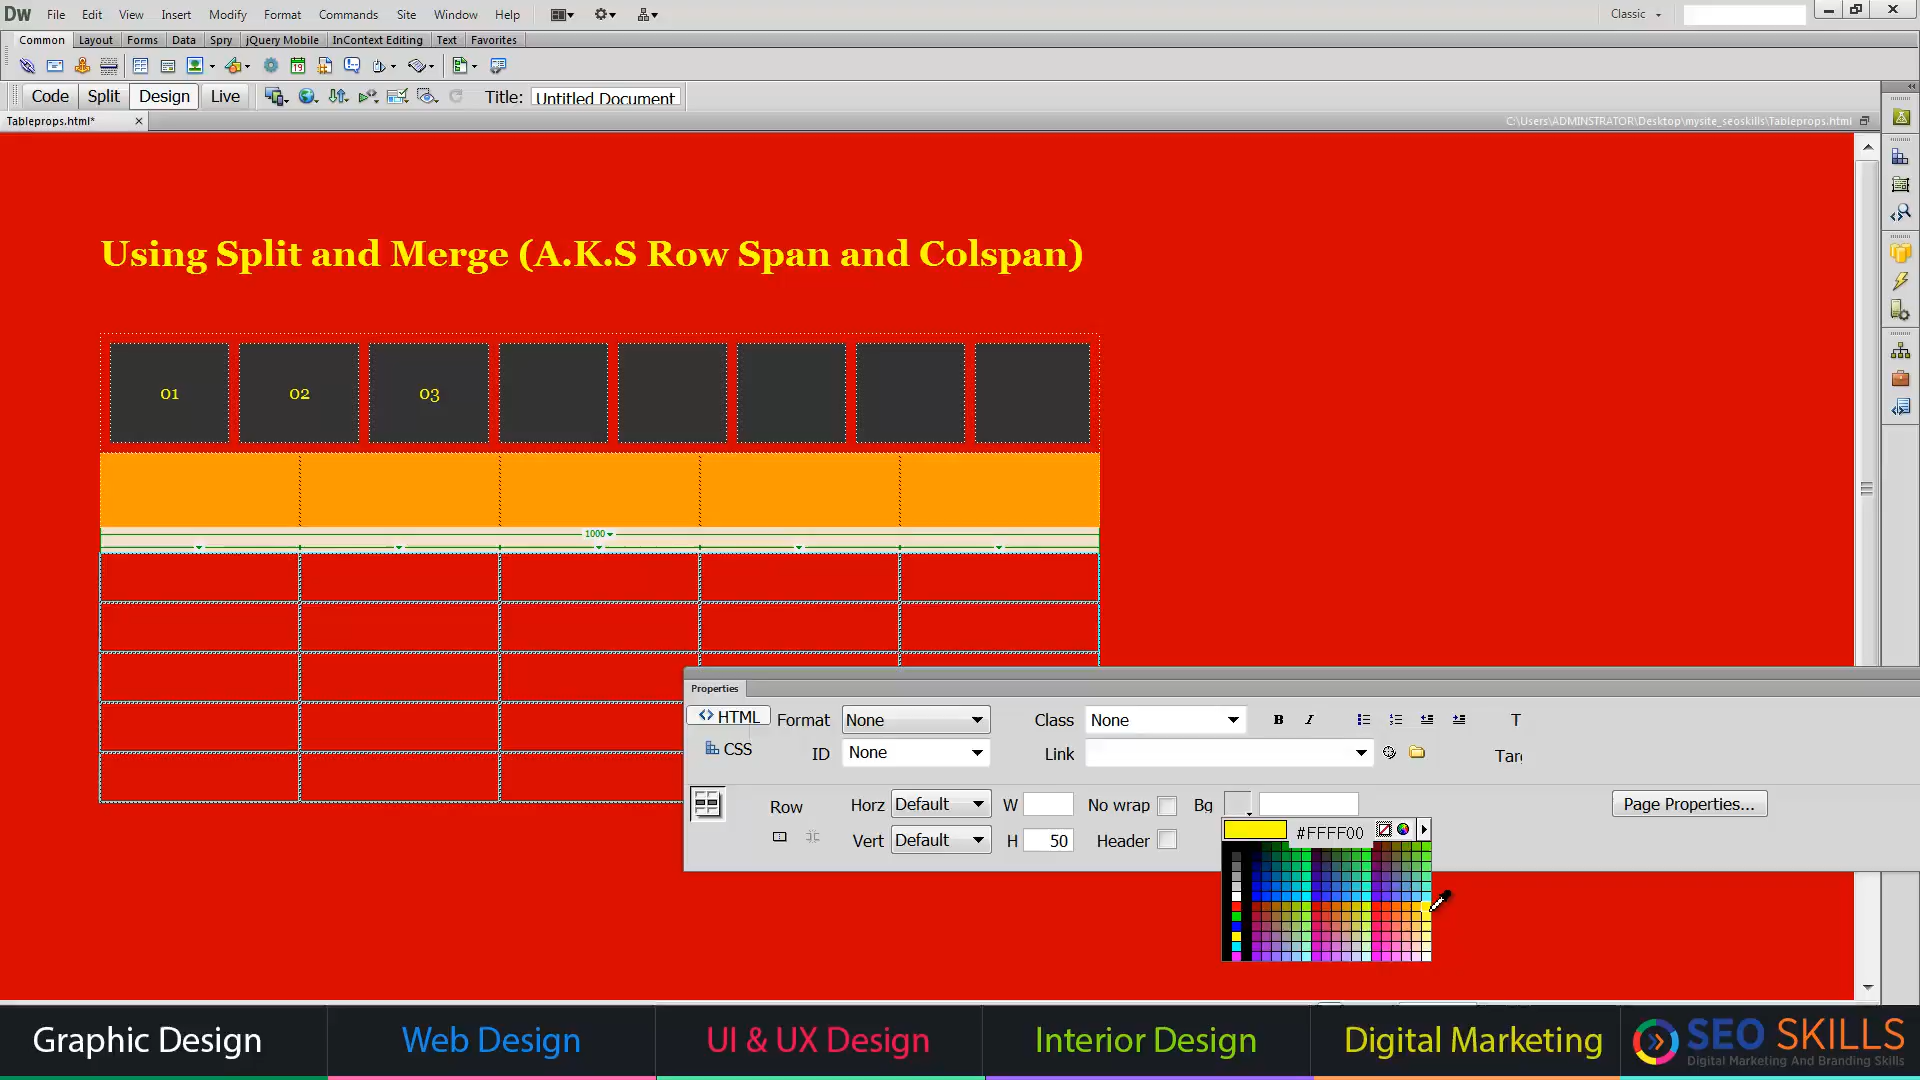 Dw File Edit View Insert Modify Format Commands Site Window Help Classic
Common Layout Forms Data Spry jQuery Mobile InContext Editing Text Favorites
Code Split Design Live Title: Untitled Document
Tableprops.html* C:\Users\ADMINSTRATOR\Desktop\mysite_seoskills\Tableprops.html
Using Split and Merge (A.K.S Row Span and Colspan)
01 02 03
1000
Properties
HTML Format None Class None B I T
CSS ID None Link Targ
Row Horz Default W No wrap Bg Page Properties...
Vert Default H 50 Header
#FFFF00
Graphic Design Web Design UI & UX Design Interior Design Digital Marketing SEO SKILLS
Digital Marketing And Branding Skills